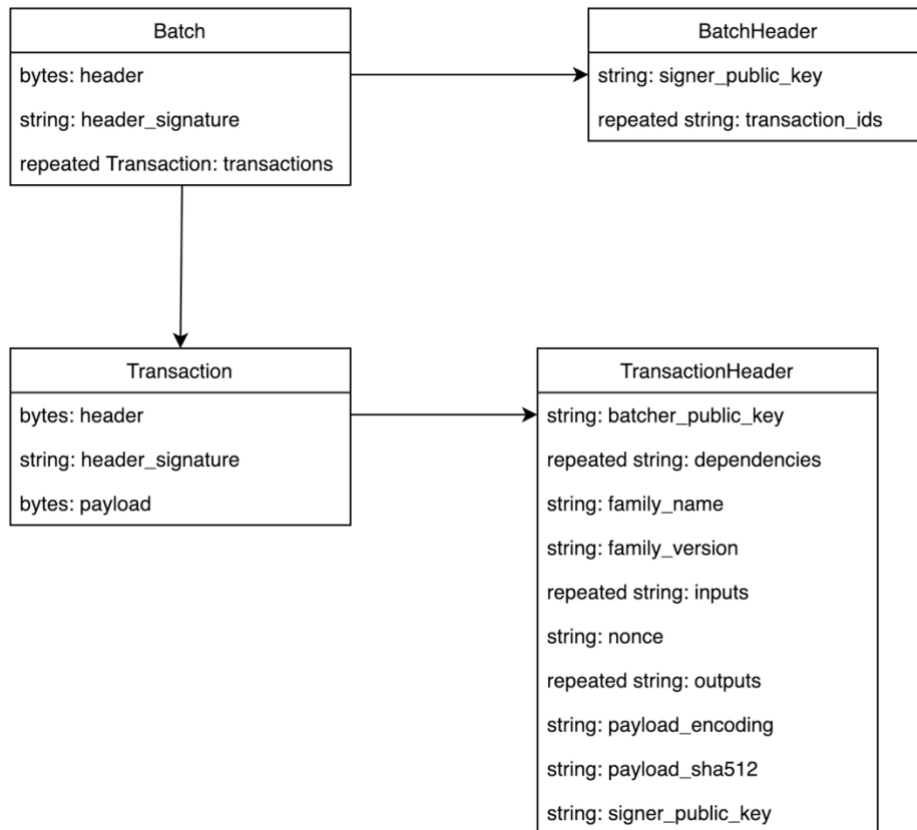 Batch
bytes: header
string: header_signature
repeated Transaction: transactions
BatchHeader
string: signer_public_key
repeated string: transaction_ids
Transaction
bytes: header
string: header_signature
bytes: payload
TransactionHeader
string: batcher_public_key
repeated string: dependencies
string: family_name
string: family_version
repeated string: inputs
string: nonce
repeated string: outputs
string: payload_encoding
string: payload_sha512
string: signer_public_key